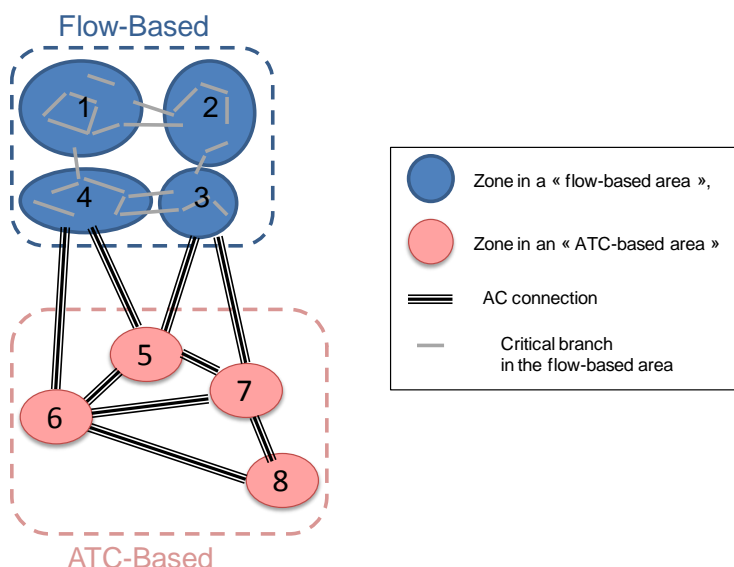 Flow-Based
1
2
4
3
5
7
6
8
ATC-Based
Zone in a « flow-based area »,
Zone in an « ATC-based area »
AC connection
Critical branch
in the flow-based area